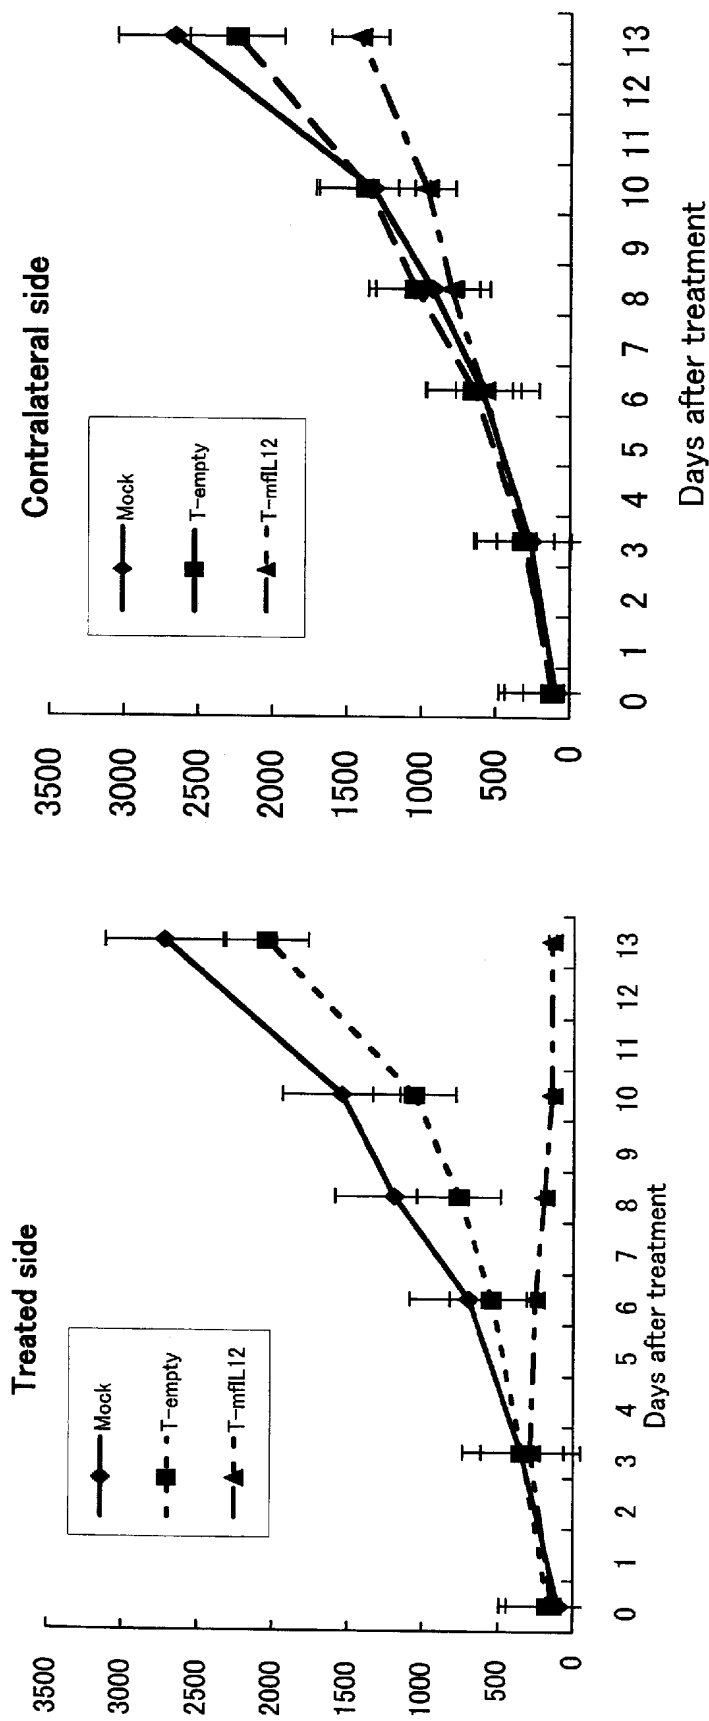 Treated side
3500
3000
2500
2000
1500
1000
500
0
Mock
T-empty
T-mfIL12
0 1 2 3 4 5 6 7 8 9 10 11 12 13
Days after treatment
Contralateral side
3500
3000
2500
2000
1500
1000
500
0
Mock
T-empty
T-mfIL12
0 1 2 3 4 5 6 7 8 9 10 11 12 13
Days after treatment